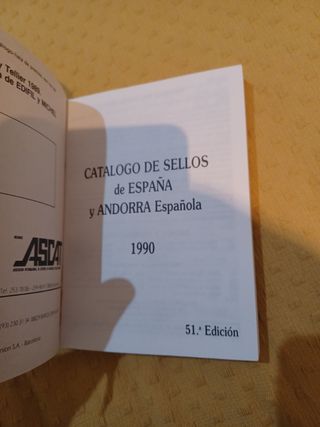 y Tellier 1989
a de EDIFIL y MICHEL
ASCAT
CATALOGO DE SELLOS
de ESPAÑA
y ANDORRA Española
1990
51.ª Edición